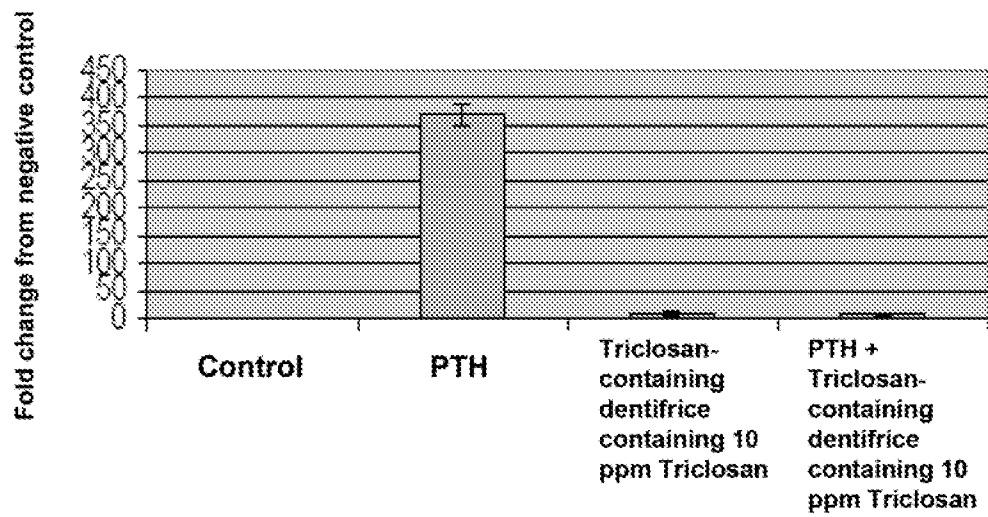 Fold change from negative control
450
400
350
300
250
200
150
100
50
0
Control
PTH
Triclosan-
containing
dentifrice
containing 10
ppm Triclosan
PTH +
Triclosan-
containing
dentifrice
containing 10
ppm Triclosan